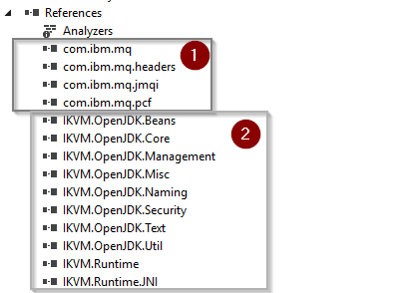 References
Analyzers
com.ibm.mq
com.ibm.mq.headers
com.ibm.mq.jmqi
com.ibm.mq.pcf
1
IKVM.OpenJDK.Beans
IKVM.OpenJDK.Core
IKVM.OpenJDK.Management
IKVM.OpenJDK.Misc
IKVM.OpenJDK.Naming
IKVM.OpenJDK.Security
IKVM.OpenJDK.Text
IKVM.OpenJDK.Util
IKVM.Runtime
IKVM.Runtime.JNI
2